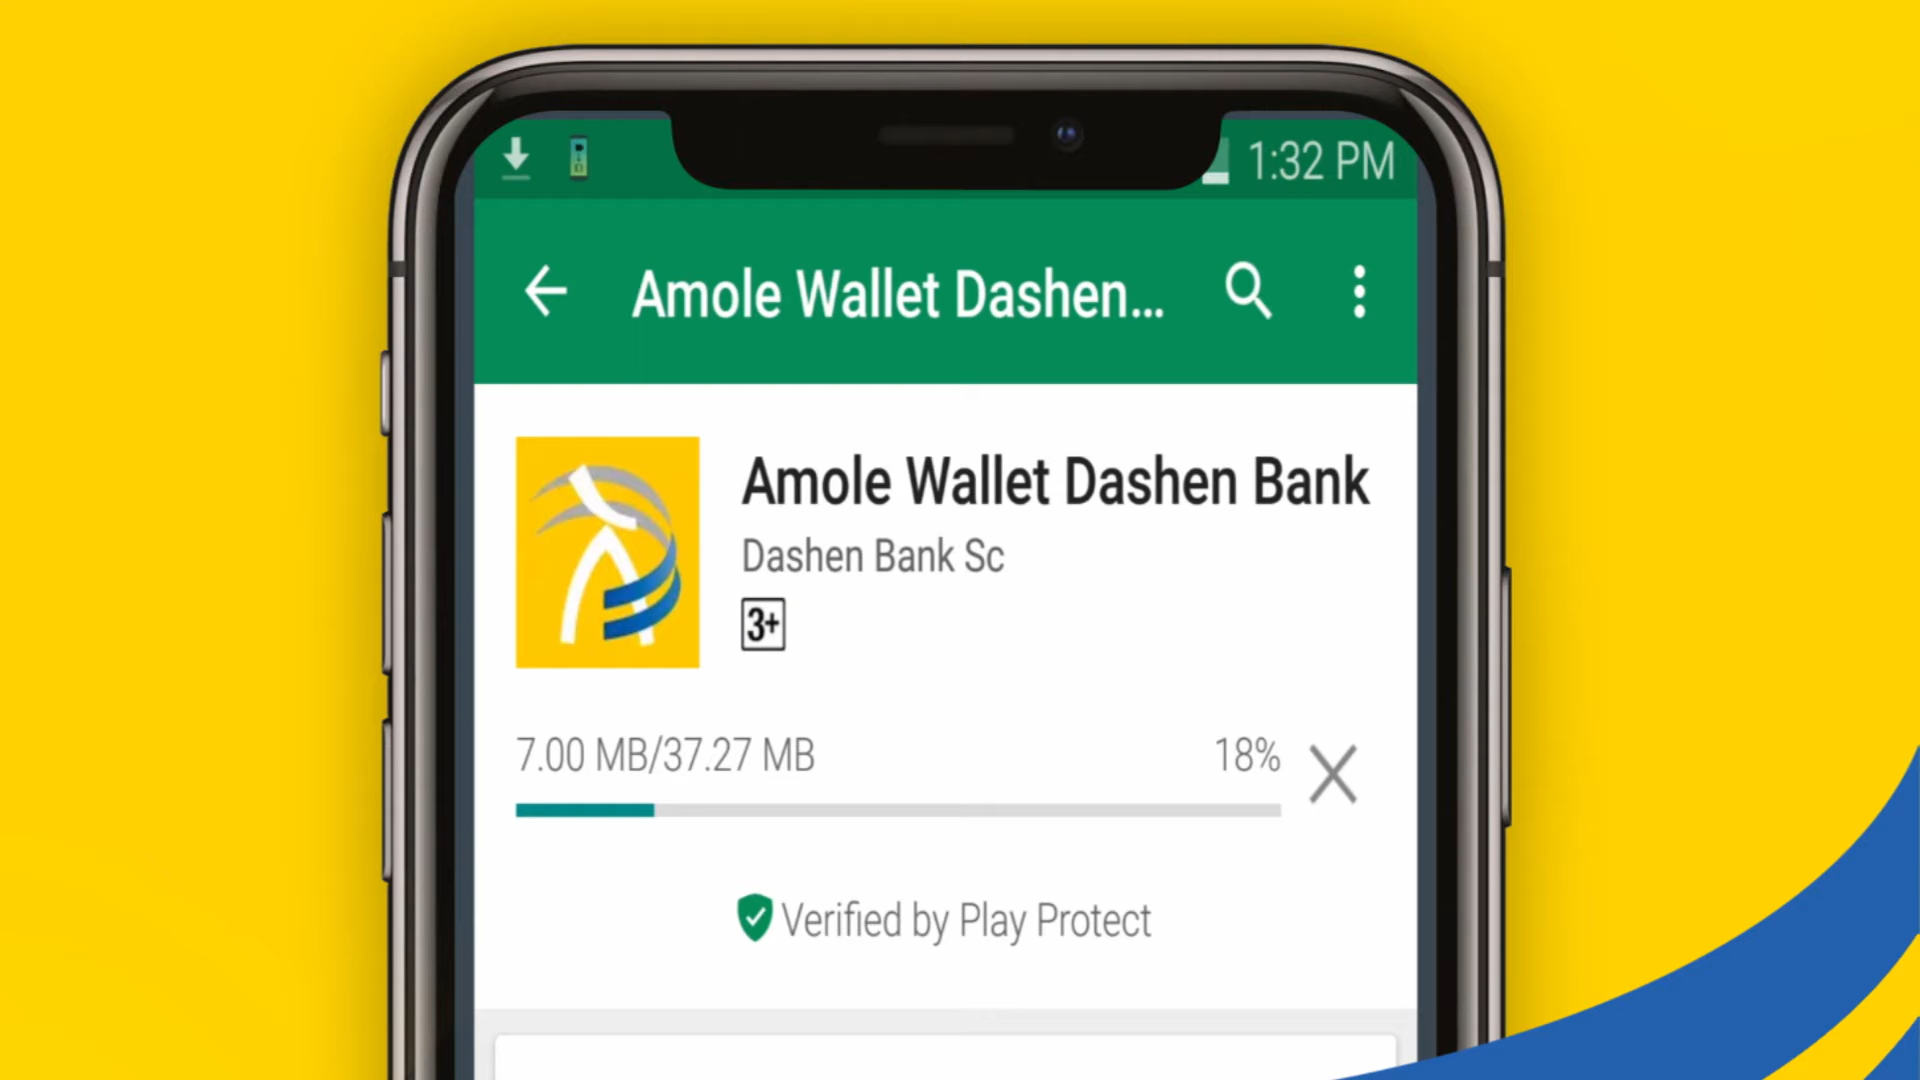 1:32 PM
Amole Wallet Dashen...
Amole Wallet Dashen Bank
Dashen Bank Sc
3+
7.00 MB/37.27 MB 18%
Verified by Play Protect